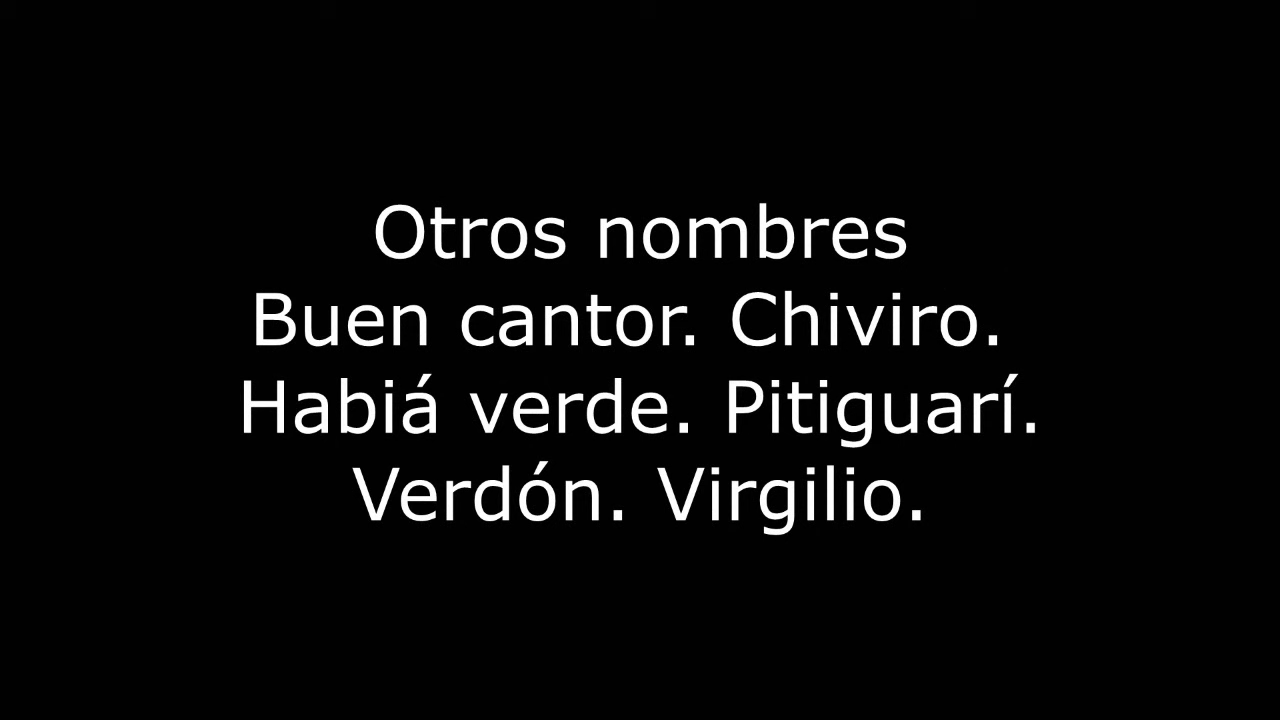 Otros nombres
Buen cantor. Chiviro.
Habiá verde. Pitiguarí.
Verdón. Virgilio.